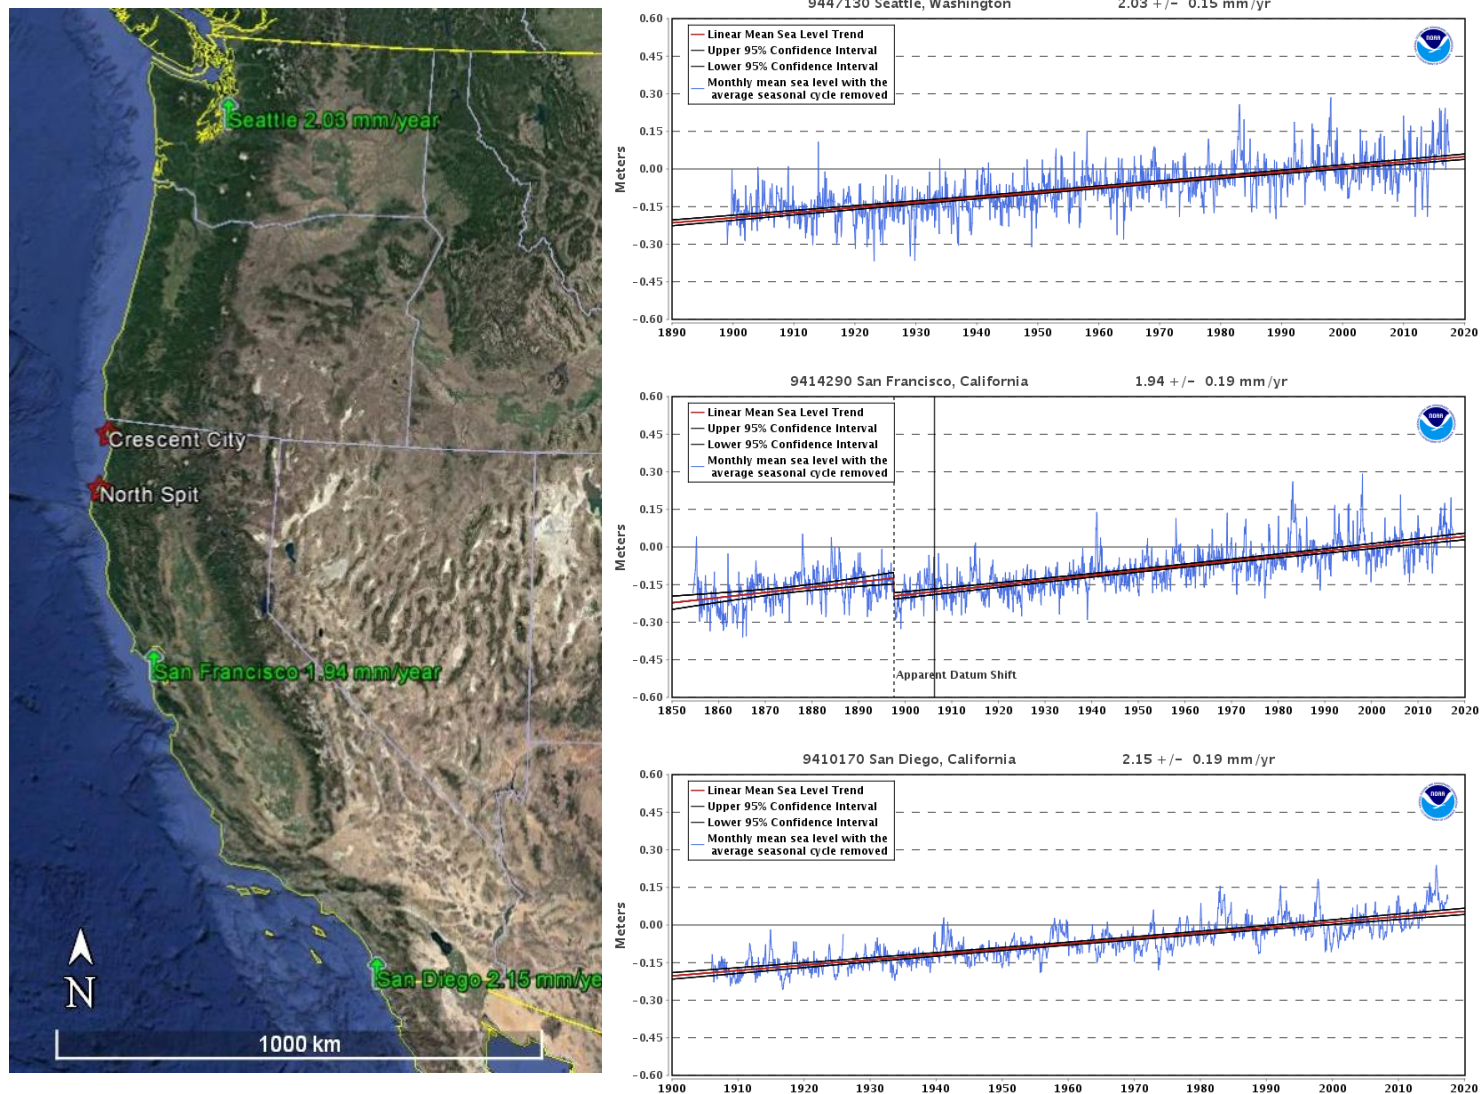 Seattle 2.03 mm/year
Crescent City
North Spit
San Francisco 1.94 mm/year
San Diego 2.15 mm/ye
N
1000 km
9447130 Seattle, Washington 2.03 +/- 0.15 mm/yr
0.60
0.45
0.30
0.15
0.00
-0.15
-0.30
-0.45
-0.60
Meters
Linear Mean Sea Level Trend
Upper 95% Confidence Interval
Lower 95% Confidence Interval
Monthly mean sea level with the
average seasonal cycle removed
NOAA
1890 1900 1910 1920 1930 1940 1950 1960 1970 1980 1990 2000 2010 2020
9414290 San Francisco, California 1.94 +/- 0.19 mm/yr
0.60
0.45
0.30
0.15
0.00
-0.15
-0.30
-0.45
-0.60
Meters
Linear Mean Sea Level Trend
Upper 95% Confidence Interval
Lower 95% Confidence Interval
Monthly mean sea level with the
average seasonal cycle removed
NOAA
Apparent Datum Shift
1850 1860 1870 1880 1890 1900 1910 1920 1930 1940 1950 1960 1970 1980 1990 2000 2010 2020
9410170 San Diego, California 2.15 +/- 0.19 mm/yr
0.60
0.45
0.30
0.15
0.00
-0.15
-0.30
-0.45
-0.60
Meters
Linear Mean Sea Level Trend
Upper 95% Confidence Interval
Lower 95% Confidence Interval
Monthly mean sea level with the
average seasonal cycle removed
NOAA
1900 1910 1920 1930 1940 1950 1960 1970 1980 1990 2000 2010 2020